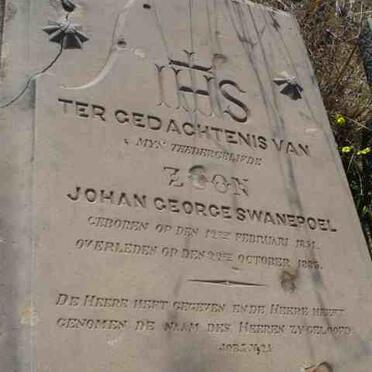 IHS
TER GEDACHTENIS VAN
MYN TEEDERGELIEFDE
ZOON
JOHAN GEORGE SWANEPOEL
GEBOREN OP DEN 12DEN FEBRUARI
OVERLEDEN OP DEN OCTOBER
DE HEERE HEEFT GEGEVEN EN DE HEERE HEEFT
GENOMEN DE NAAM DES HEEREN ZY GELOOFD
JOB